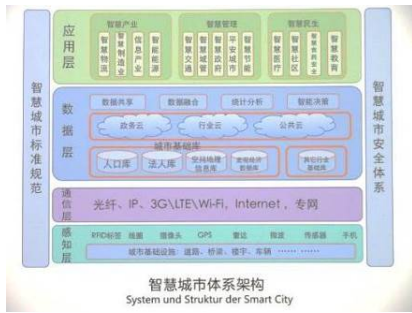 智慧产业 智慧管理 智慧民生
应用层
智慧物流 智慧制造业 信息产业 智能能源 智慧交通 智慧城管 智慧政府 平安城市 智慧节能 智慧医疗 智慧社区 智慧教育
智慧城市标准规范
智慧城市安全体系
数据层
数据共享 数据融合 统计分析 智能决策
政务云 行业云 公共云
城市基础库
人口库 法人库 空间地理信息库 宏观经济数据库 其它行业基础库
通信层
光纤、IP、3G\LTE\Wi-Fi，Internet，专网
感知层
RFID标签 摄像头 GPS 雷达 传感器 手机
城市基础设施：道路、桥梁、楼宇、车辆 …… ……
智慧城市体系架构
System und Struktur der Smart City